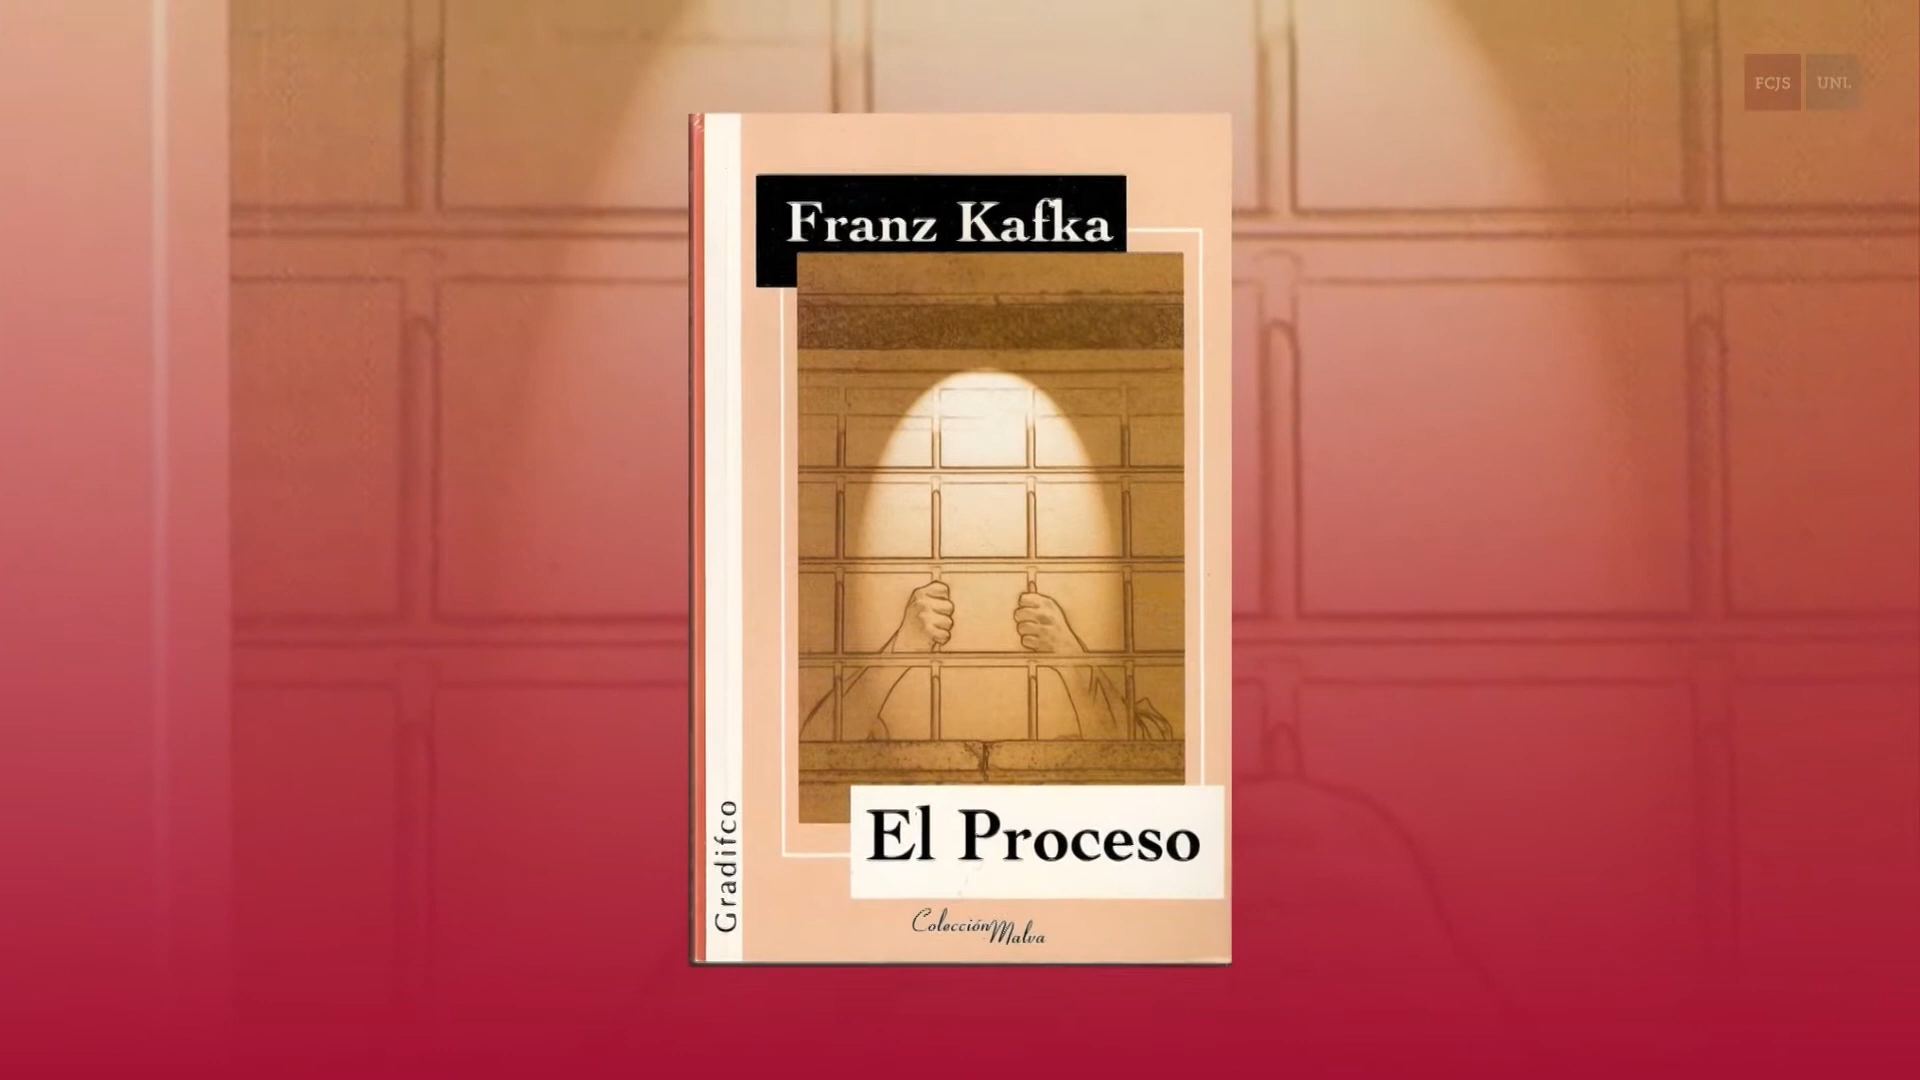 FCJS UNL
Franz Kafka
El Proceso
Colección Malva
Gradifco